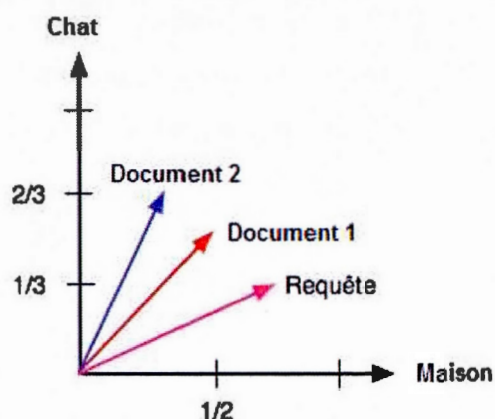 Chat
Document 2
2/3
Document 1
1/3
Requête
Maison
1/2